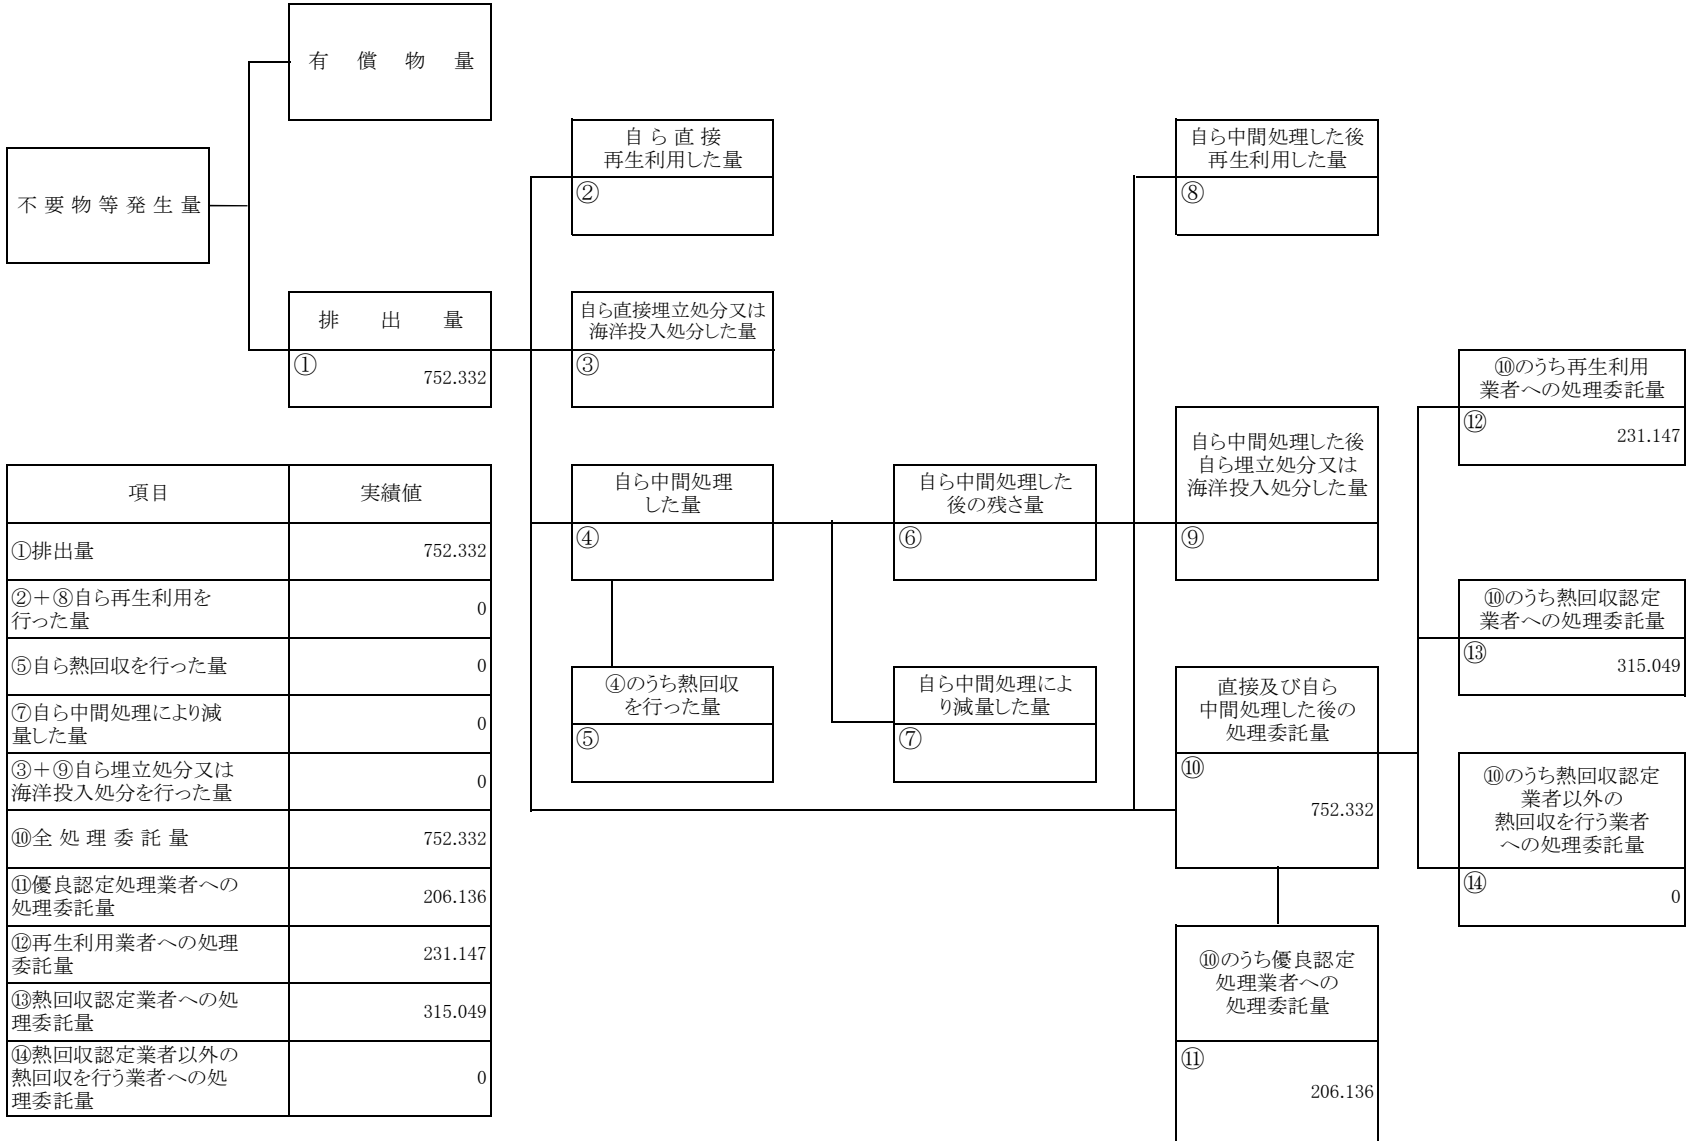 有償物量
不要物等発生量
排出量
①
752.332
自ら直接
再生利用した量
②
自ら直接埋立処分又は
海洋投入処分した量
③
自ら中間処理
した量
④
④のうち熱回収
を行った量
⑤
自ら中間処理した
後の残さ量
⑥
自ら中間処理によ
り減量した量
⑦
自ら中間処理した後
再生利用した量
⑧
自ら中間処理した後
自ら埋立処分又は
海洋投入処分した量
⑨
直接及び自ら
中間処理した後の
処理委託量
⑩
752.332
⑩のうち優良認定
処理業者への
処理委託量
⑪
206.136
⑩のうち再生利用
業者への処理委託量
⑫
231.147
⑩のうち熱回収認定
業者への処理委託量
⑬
315.049
⑩のうち熱回収認定
業者以外の
熱回収を行う業者
への処理委託量
⑭
0
項目 実績値
①排出量 752.332
②+⑧自ら再生利用を
行った量 0
⑤自ら熱回収を行った量 0
⑦自ら中間処理により減
量した量 0
③+⑨自ら埋立処分又は
海洋投入処分を行った量 0
⑩全処理委託量 752.332
⑪優良認定処理業者への
処理委託量 206.136
⑫再生利用業者への処理
委託量 231.147
⑬熱回収認定業者への処
理委託量 315.049
⑭熱回収認定業者以外の
熱回収を行う業者への処
理委託量 0